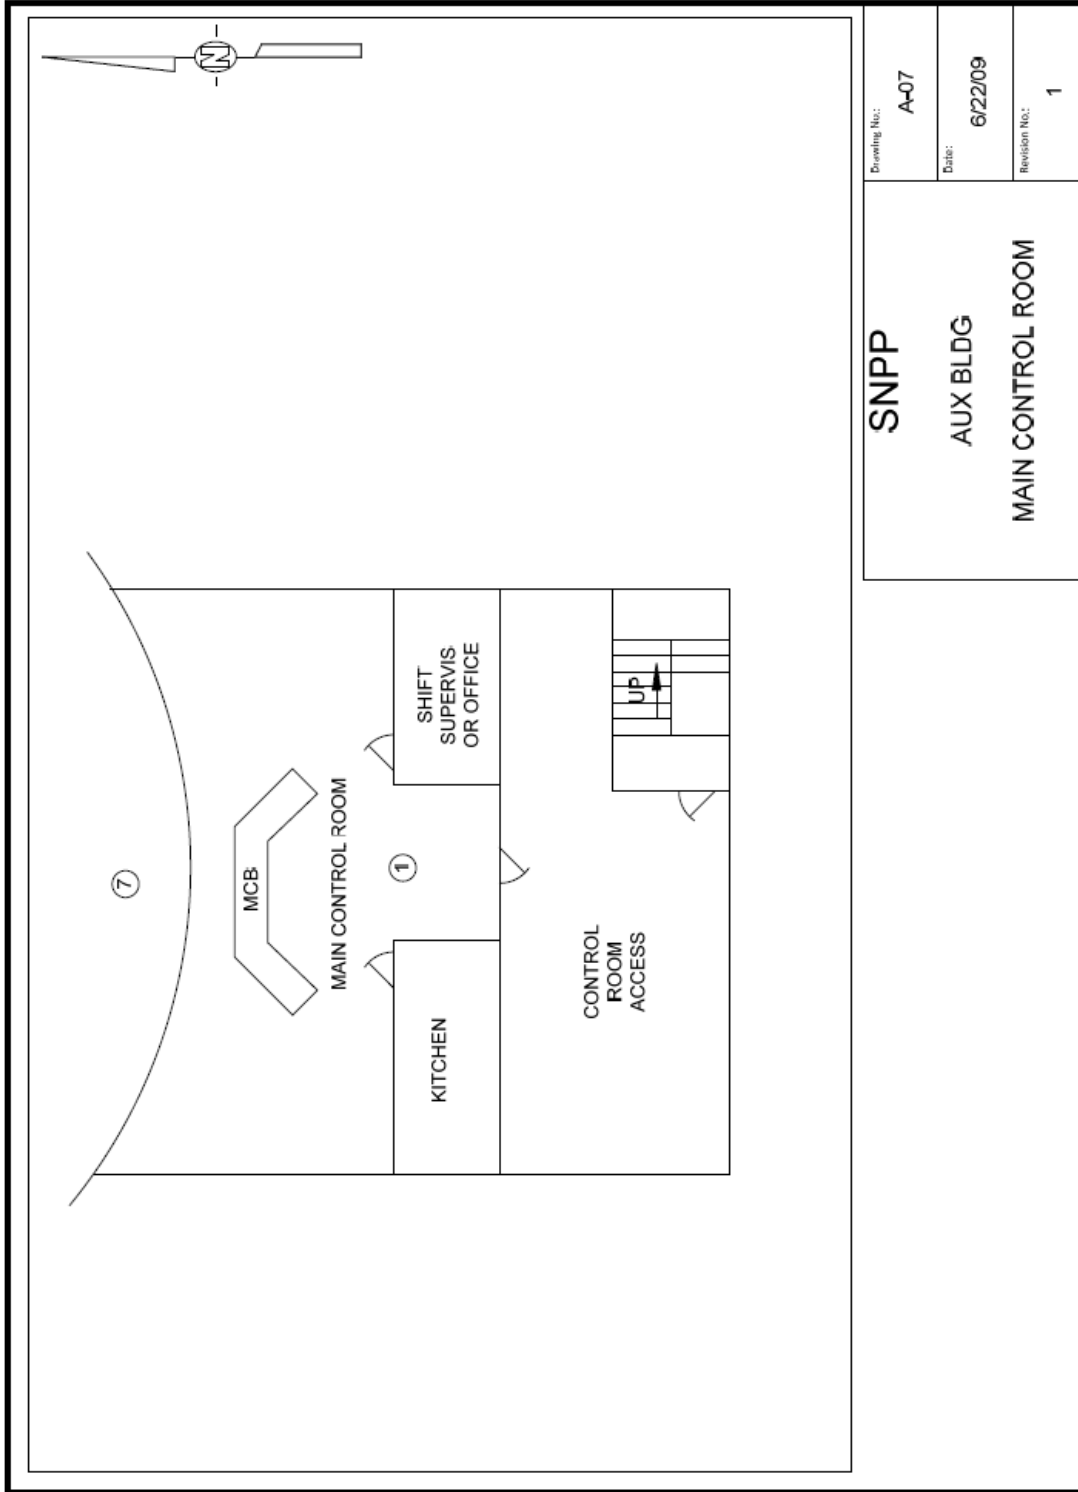 N
7
MCB
MAIN CONTROL ROOM
1
SHIFT
SUPERVIS
OR OFFICE
KITCHEN
CONTROL
ROOM
ACCESS
UP
SNPP
AUX BLDG
MAIN CONTROL ROOM
Drawing No.:
A-07
Date:
6/22/09
Revision No.:
1